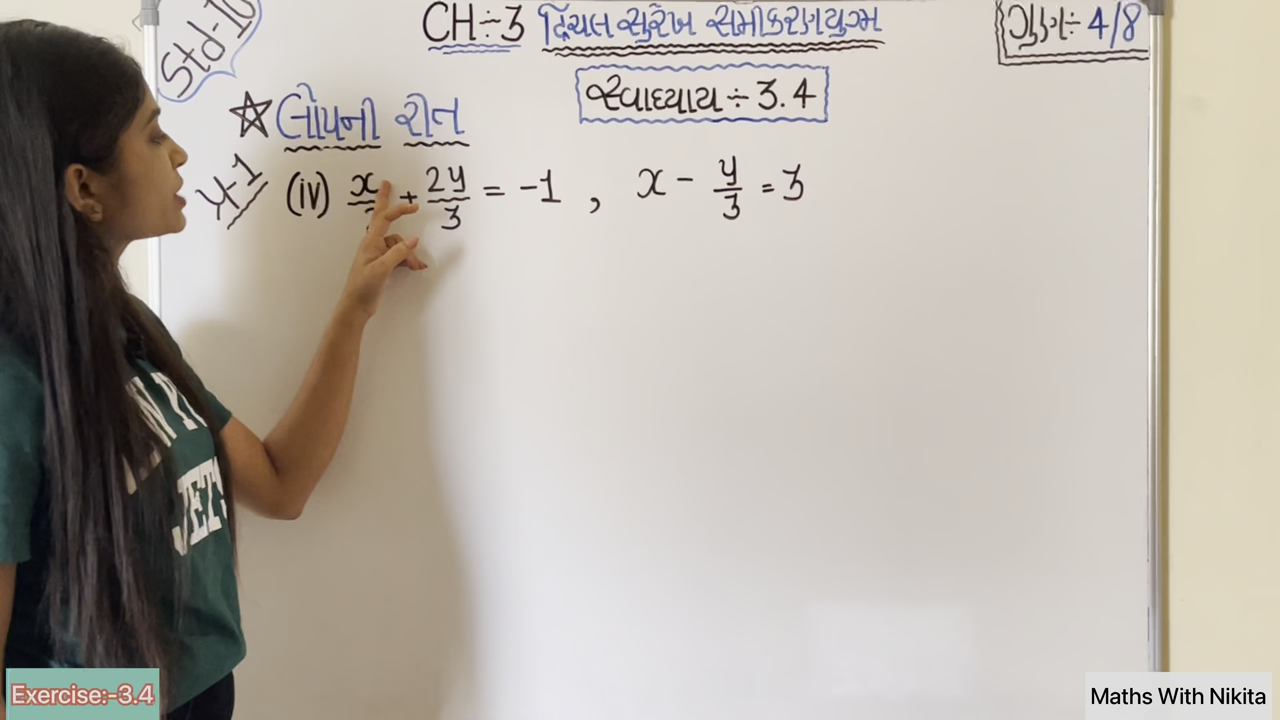 Std-10
CH÷3 દ્વિચલ સુરેખ સમીકરણયુગ્મ
ગુણ÷ 4/8
સ્વાધ્યાય÷3.4
લોપની રીત
(iv) x + 2y/3 = -1 , x - y/3 = 3
JETS
Exercise:-3.4
Maths With Nikita